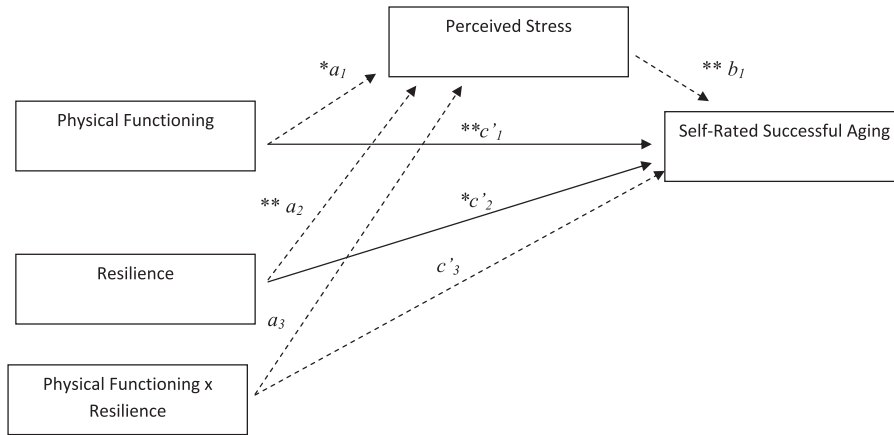 Perceived Stress
*a1
** b1
Physical Functioning
Self-Rated Successful Aging
**c'1
** a2
*c'2
Resilience
c'3
a3
Physical Functioning x
Resilience